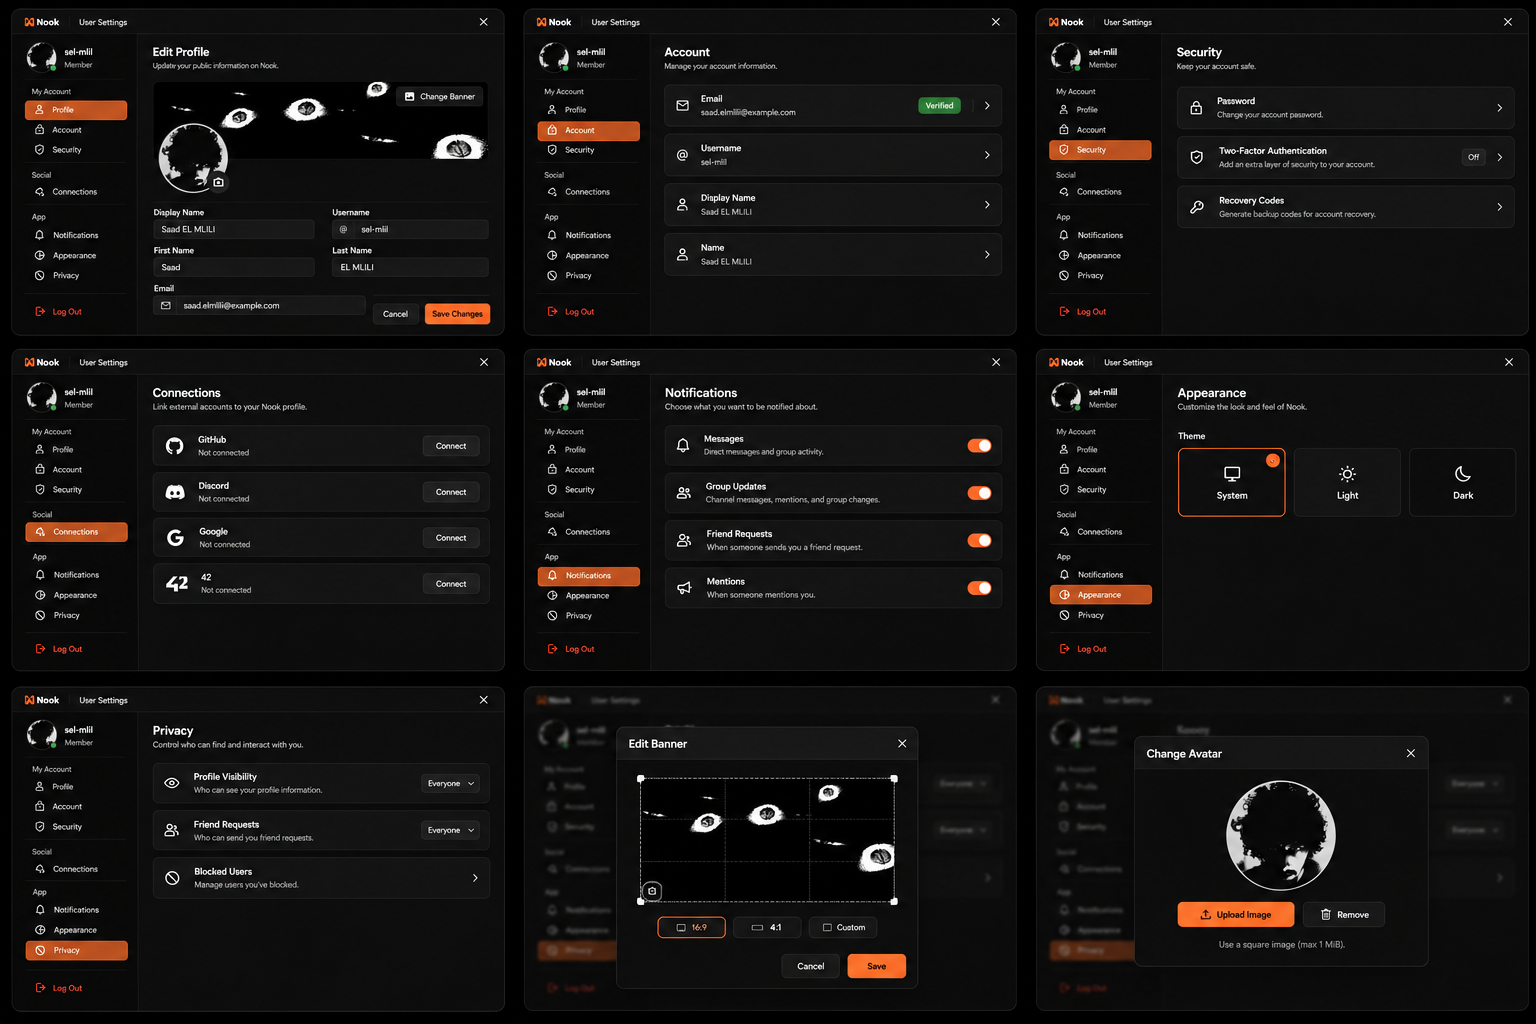 Nook User Settings
sel-mlil
Member
My Account
Profile
Account
Security
Social
Connections
App
Notifications
Appearance
Privacy
Log Out
Edit Profile
Update your public information on Nook.
Change Banner
Display Name
Saad EL MLILI
Username
@ sel-mlil
First Name
Saad
Last Name
EL MLILI
Email
saad.elmlili@example.com
Cancel
Save Changes
Nook User Settings
sel-mlil
Member
My Account
Profile
Account
Security
Social
Connections
App
Notifications
Appearance
Privacy
Log Out
Account
Manage your account information.
Email
saad.elmlili@example.com
Verified
@ Username
sel-mlil
Display Name
Saad EL MLILI
Name
Saad EL MLILI
Nook User Settings
sel-mlil
Member
My Account
Profile
Account
Security
Social
Connections
App
Notifications
Appearance
Privacy
Log Out
Security
Keep your account safe.
Password
Change your account password.
Two-Factor Authentication
Add an extra layer of security to your account.
Off
Recovery Codes
Generate backup codes for account recovery.
Nook User Settings
sel-mlil
Member
My Account
Profile
Account
Security
Social
Connections
App
Notifications
Appearance
Privacy
Log Out
Connections
Link external accounts to your Nook profile.
GitHub
Not connected
Connect
Discord
Not connected
Connect
G Google
Not connected
Connect
42 42
Not connected
Connect
Nook User Settings
sel-mlil
Member
My Account
Profile
Account
Security
Social
Connections
App
Notifications
Appearance
Privacy
Log Out
Notifications
Choose what you want to be notified about.
Messages
Direct messages and group activity.
Group Updates
Channel messages, mentions, and group changes.
Friend Requests
When someone sends you a friend request.
Mentions
When someone mentions you.
Nook User Settings
sel-mlil
Member
My Account
Profile
Account
Security
Social
Connections
App
Notifications
Appearance
Privacy
Log Out
Appearance
Customize the look and feel of Nook.
Theme
System
Light
Dark
Nook User Settings
sel-mlil
Member
My Account
Profile
Account
Security
Social
Connections
App
Notifications
Appearance
Privacy
Log Out
Privacy
Control who can find and interact with you.
Profile Visibility
Who can see your profile information.
Everyone
Friend Requests
Who can send you friend requests.
Everyone
Blocked Users
Manage users you've blocked.
Edit Banner
16:9
4:1
Custom
Cancel
Save
Change Avatar
Upload Image
Remove
Use a square image (max 1 MiB).